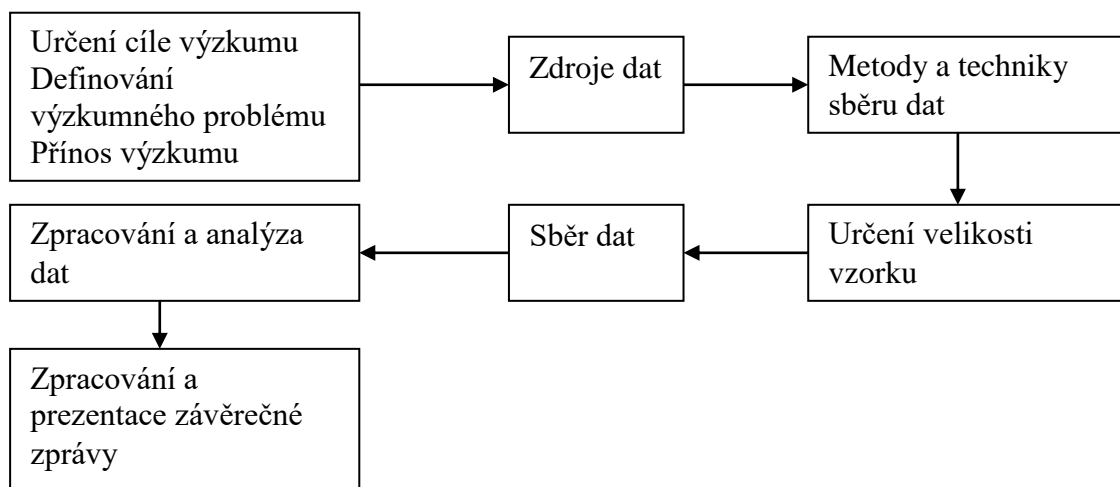 Určení cíle výzkumu
Definování
výzkumného problému
Přínos výzkumu
Zdroje dat
Metody a techniky
sběru dat
Určení velikosti
vzorku
Sběr dat
Zpracování a analýza
dat
Zpracování a
prezentace závěrečné
zprávy